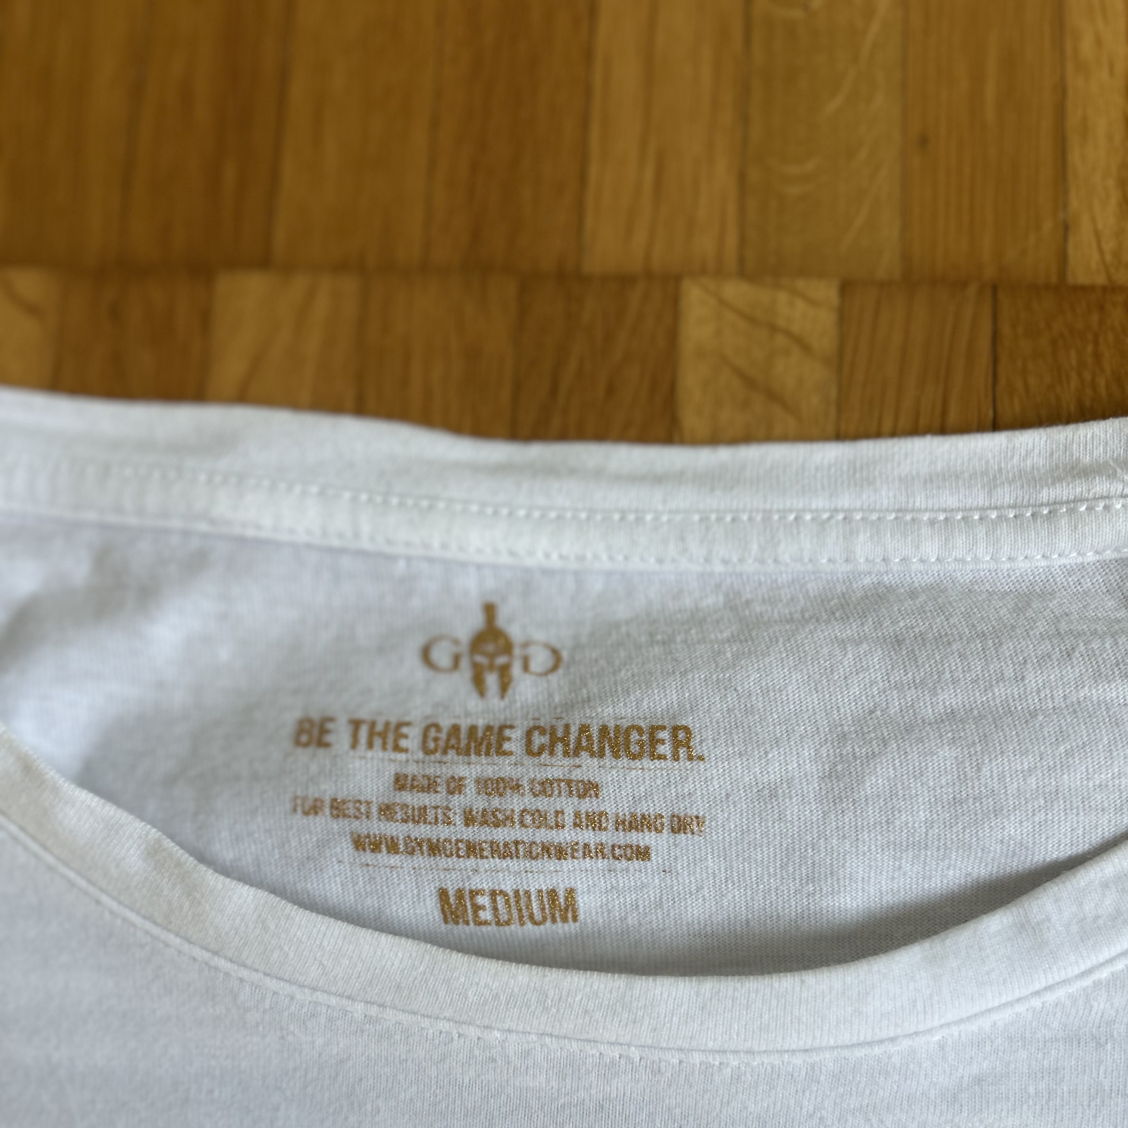 GG
BE THE GAME CHANGER.
MADE OF 100% COTTON
FOR BEST RESULTS: WASH COLD AND HANG DRY
WWW.GYMGENERATIONWEAR.COM
MEDIUM